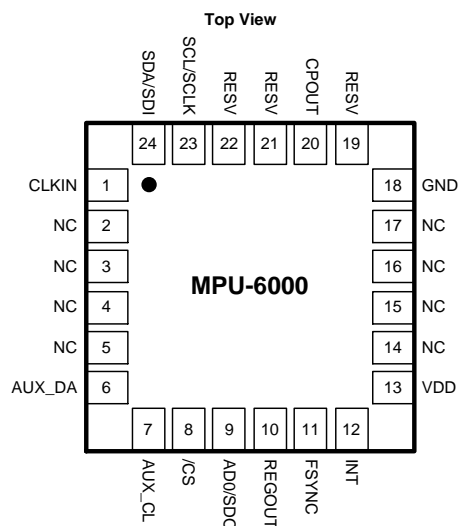 Top View
SDA/SDI
SCL/SCLK
RESV
RESV
CPOUT
RESV
24
23
22
21
20
19
CLKIN 1
18 GND
NC 2
17 NC
NC 3
16 NC
MPU-6000
NC 4
15 NC
NC 5
14 NC
AUX_DA 6
13 VDD
7
8
9
10
11
12
AUX_CL
/CS
AD0/SDO
REGOUT
FSYNC
INT